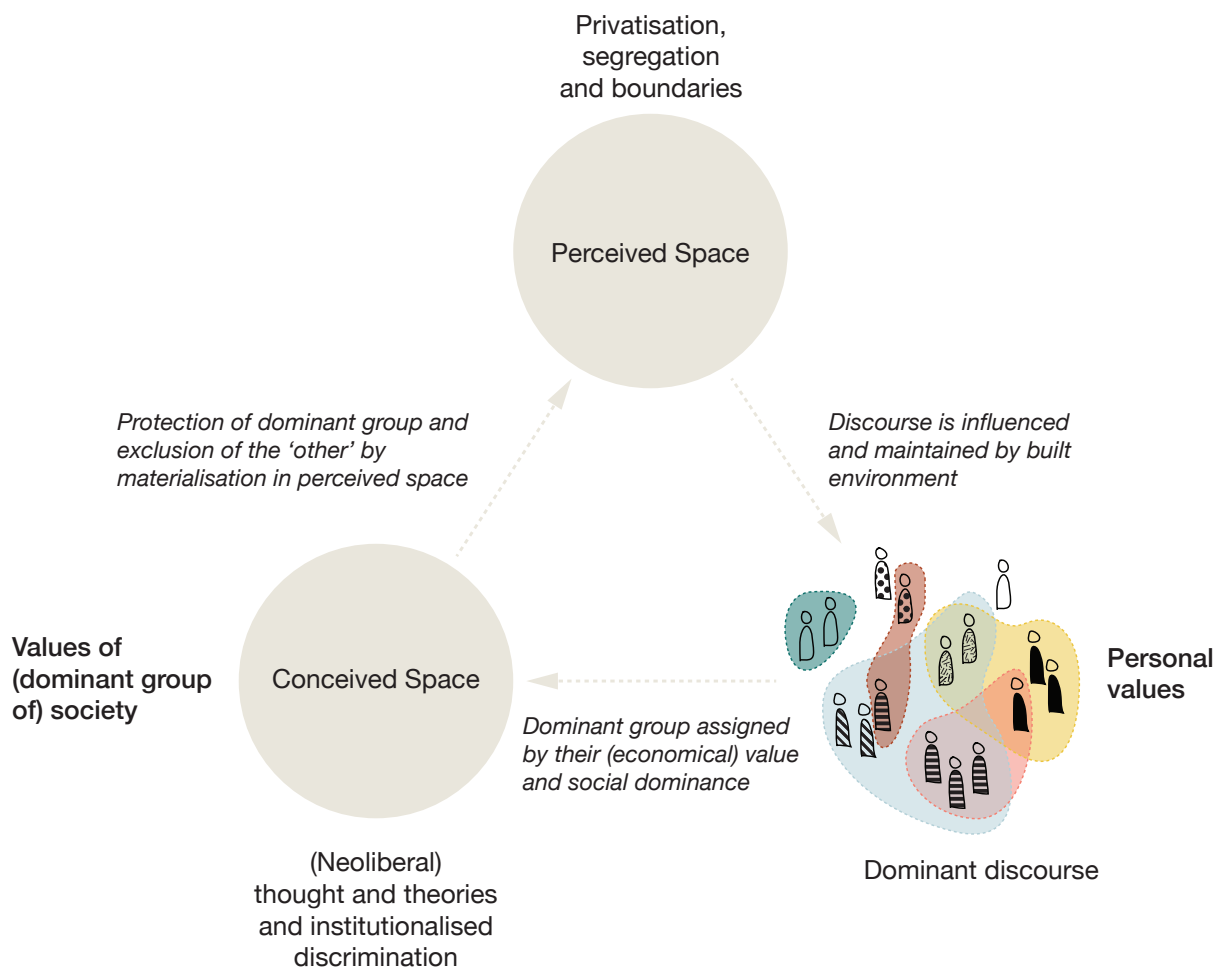 Privatisation,
segregation
and boundaries
Perceived Space
Protection of dominant group and
exclusion of the ‘other’ by
materialisation in perceived space
Discourse is influenced
and maintained by built
environment
Values of
(dominant group
of) society
Conceived Space
Personal
values
Dominant group assigned
by their (economical) value
and social dominance
Dominant discourse
(Neoliberal)
thought and theories
and institutionalised
discrimination